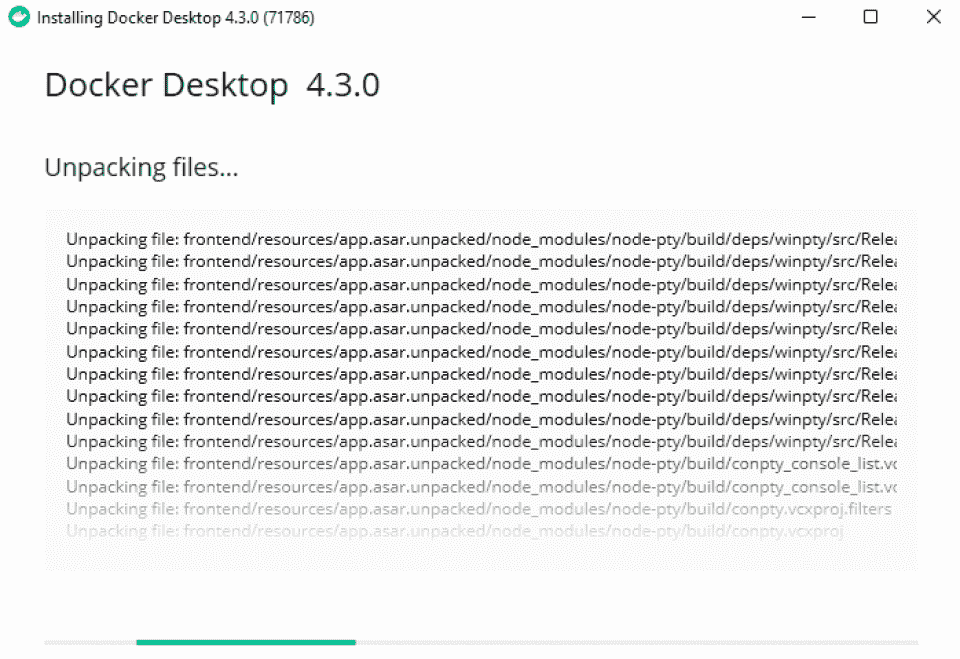 Installing Docker Desktop 4.3.0 (71786)
Docker Desktop 4.3.0
Unpacking files...
Unpacking file: frontend/resources/app.asar.unpacked/node_modules/node-pty/build/deps/winpty/src/Relea
Unpacking file: frontend/resources/app.asar.unpacked/node_modules/node-pty/build/deps/winpty/src/Relea
Unpacking file: frontend/resources/app.asar.unpacked/node_modules/node-pty/build/deps/winpty/src/Relea
Unpacking file: frontend/resources/app.asar.unpacked/node_modules/node-pty/build/deps/winpty/src/Relea
Unpacking file: frontend/resources/app.asar.unpacked/node_modules/node-pty/build/deps/winpty/src/Relea
Unpacking file: frontend/resources/app.asar.unpacked/node_modules/node-pty/build/deps/winpty/src/Relea
Unpacking file: frontend/resources/app.asar.unpacked/node_modules/node-pty/build/deps/winpty/src/Relea
Unpacking file: frontend/resources/app.asar.unpacked/node_modules/node-pty/build/deps/winpty/src/Relea
Unpacking file: frontend/resources/app.asar.unpacked/node_modules/node-pty/build/deps/winpty/src/Relea
Unpacking file: frontend/resources/app.asar.unpacked/node_modules/node-pty/build/deps/winpty/src/Relea
Unpacking file: frontend/resources/app.asar.unpacked/node_modules/node-pty/build/conpty_console_list.vc
Unpacking file: frontend/resources/app.asar.unpacked/node_modules/node-pty/build/conpty_console_list.vc
Unpacking file: frontend/resources/app.asar.unpacked/node_modules/node-pty/build/conpty.vcxproj.filters
Unpacking file: frontend/resources/app.asar.unpacked/node_modules/node-pty/build/conpty.vcxproj